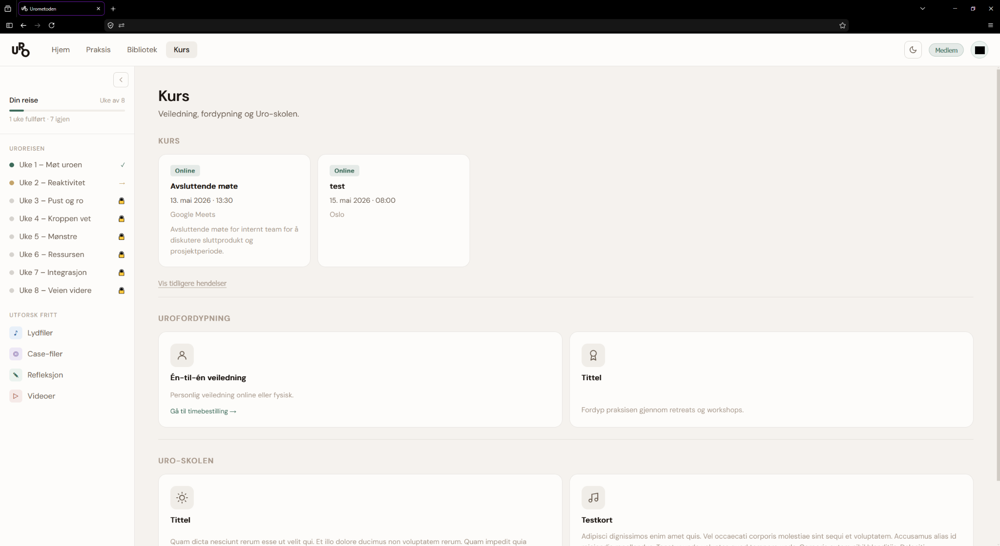 Urometoden
URO
Hjem
Praksis
Bibliotek
Kurs
Medlem
Din reise
Uke av 8
1 uke fullført · 7 igjen
UROREISEN
Uke 1 – Møt uroen
Uke 2 – Reaktivitet
Uke 3 – Pust og ro
Uke 4 – Kroppen vet
Uke 5 – Mønstre
Uke 6 – Ressursen
Uke 7 – Integrasjon
Uke 8 – Veien videre
UTFORSK FRITT
Lydfiler
Case-filer
Refleksjon
Videoer
Kurs
Veiledning, fordypning og Uro-skolen.
KURS
Online
Avsluttende møte
13. mai 2026 · 13:30
Google Meets
Avsluttende møte for internt team for å
diskutere sluttprodukt og
prosjektperiode.
Online
test
15. mai 2026 · 08:00
Oslo
Vis tidligere hendelser
UROFORDYPNING
Én-til-én veiledning
Personlig veiledning online eller fysisk.
Gå til timebestilling →
Tittel
Fordyp praksisen gjennom retreats og workshops.
URO-SKOLEN
Tittel
Quam dicta nesciunt rerum esse ut velit qui. Et illo dolore ducimus non voluptatem rerum. Quam impedit quia
Testkort
Adipisci dignissimos enim amet quis. Vel occaecati corporis molestiae sint sequi et voluptatem. Accusamus alias id